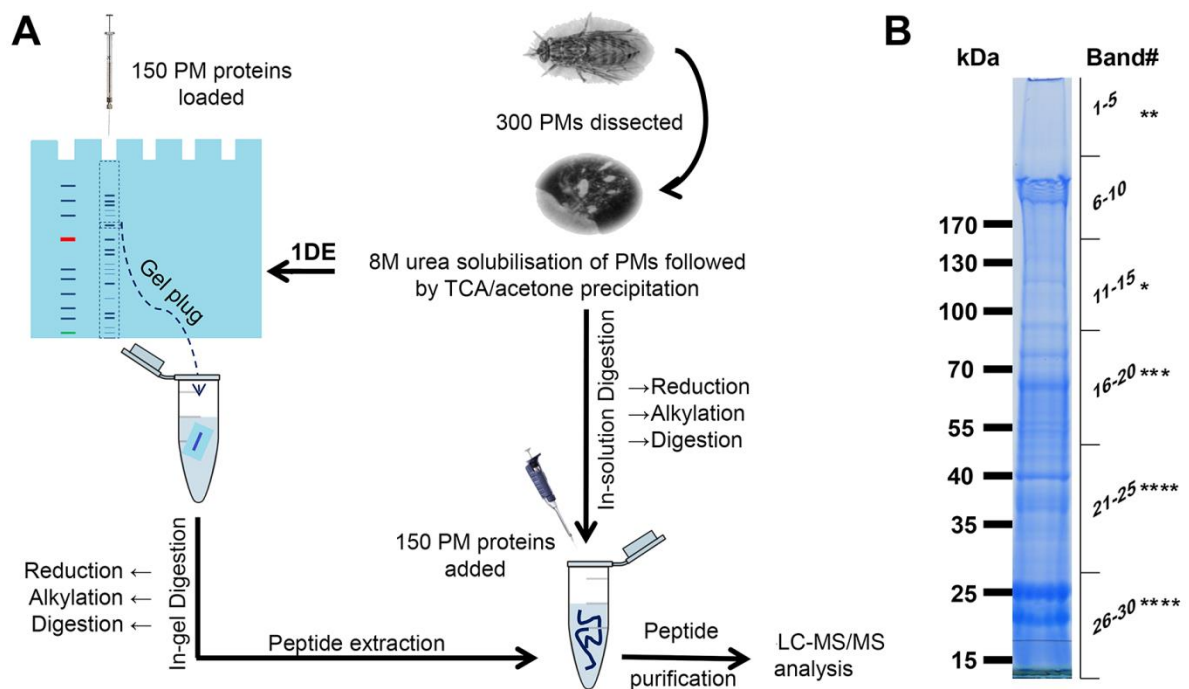 A
150 PM proteins
loaded
300 PMs dissected
1DE
8M urea solubilisation of PMs followed
by TCA/acetone precipitation
Gel plug
In-solution Digestion
→Reduction
→Alkylation
→Digestion
150 PM proteins
added
In-gel Digestion
Reduction ←
Alkylation ←
Digestion ←
Peptide extraction
Peptide
purification
LC-MS/MS
analysis
B
kDa
Band#
1-5 **
6-10
170
130
11-15 *
100
70
16-20 ***
55
40
21-25 ****
35
25
26-30 ****
15